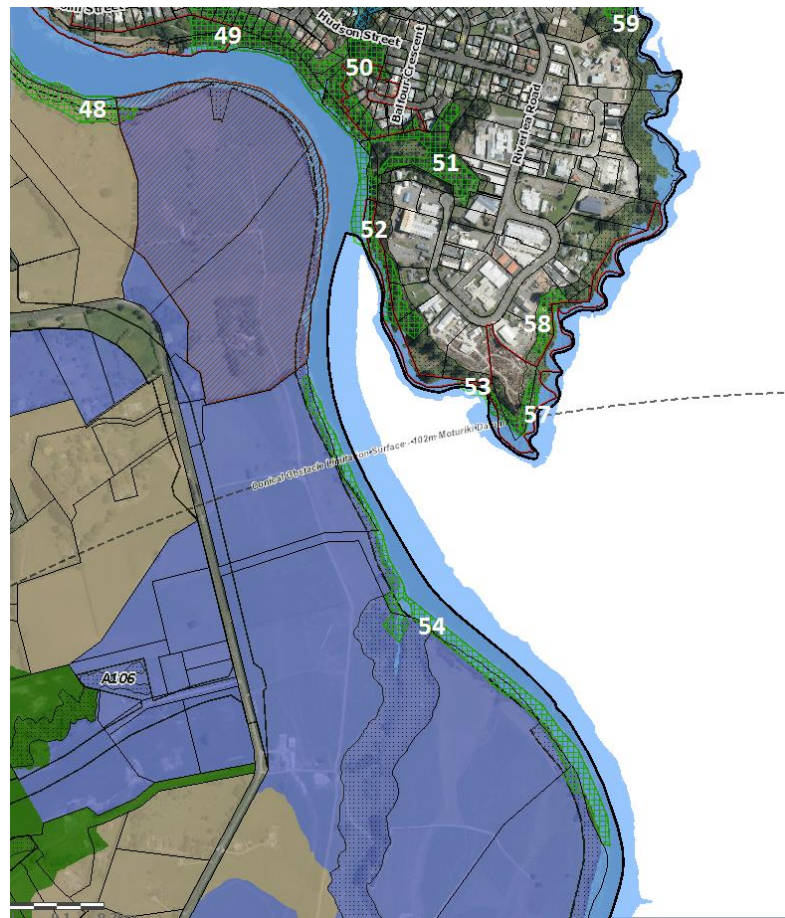 59
49
Hudson Street
50
Balfour Crescent
48
51
Riverlea Road
52
58
53
57
Conical Obstacle Limitation Surface - 102m Moturiki
54
A106